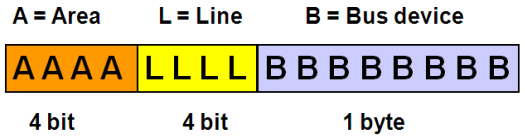 A = Area L = Line B = Bus device
A A A A L L L L B B B B B B B B
4 bit 4 bit 1 byte